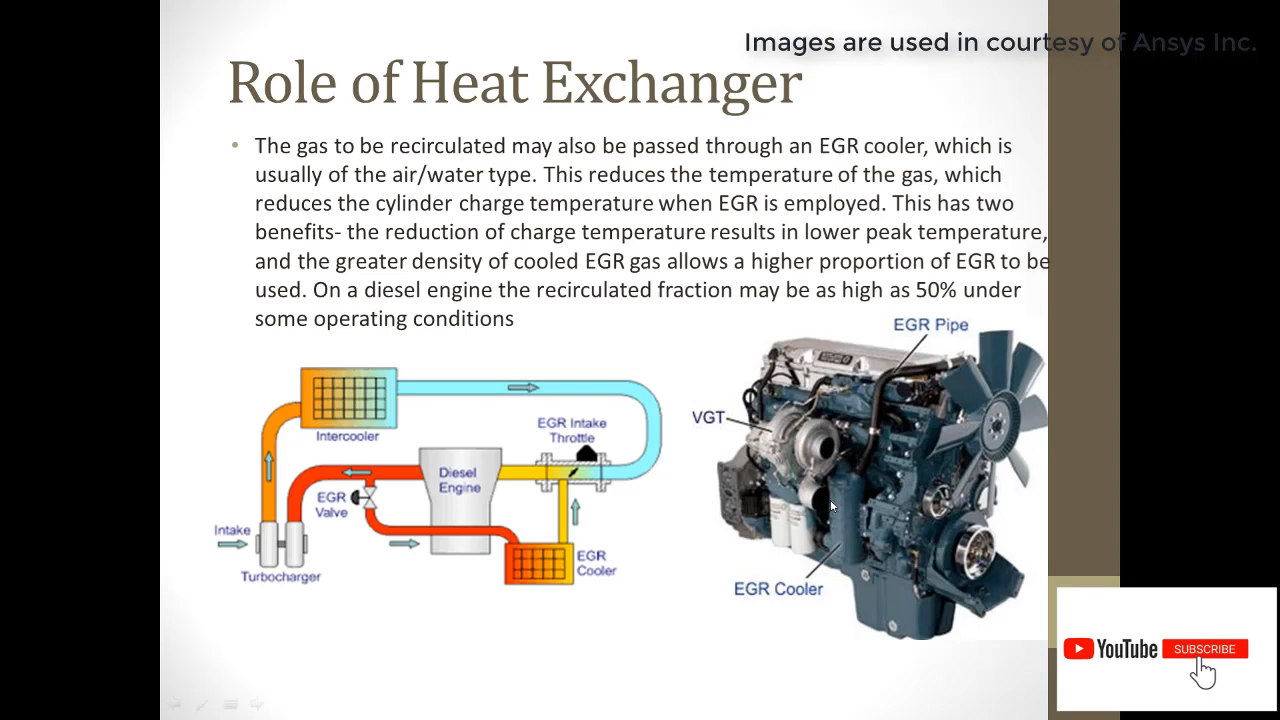 Images are used in courtesy of Ansys Inc.
Role of Heat Exchanger
• The gas to be recirculated may also be passed through an EGR cooler, which is
usually of the air/water type. This reduces the temperature of the gas, which
reduces the cylinder charge temperature when EGR is employed. This has two
benefits- the reduction of charge temperature results in lower peak temperature,
and the greater density of cooled EGR gas allows a higher proportion of EGR to be
used. On a diesel engine the recirculated fraction may be as high as 50% under
some operating conditions
Intercooler
EGR Intake
Throttle
Diesel
Engine
EGR
Valve
Intake
Turbocharger
EGR
Cooler
EGR Pipe
VGT
EGR Cooler
YouTube
SUBSCRIBE